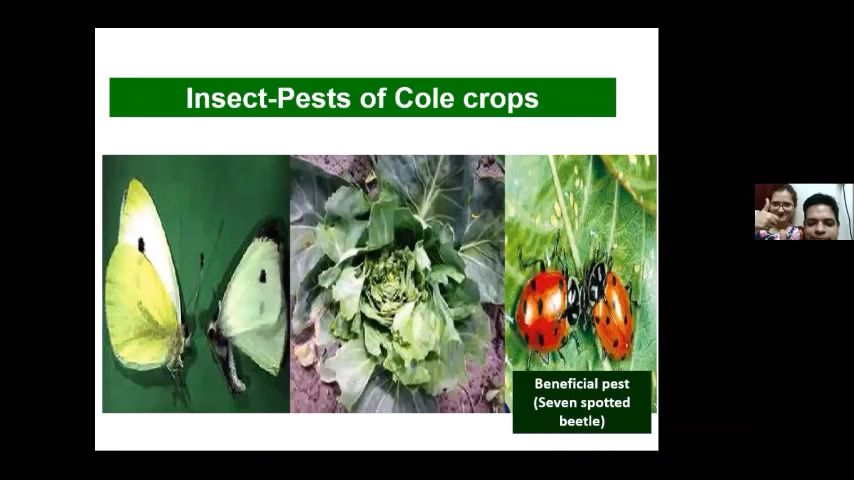 Insect-Pests of Cole crops
Beneficial pest
(Seven spotted
beetle)